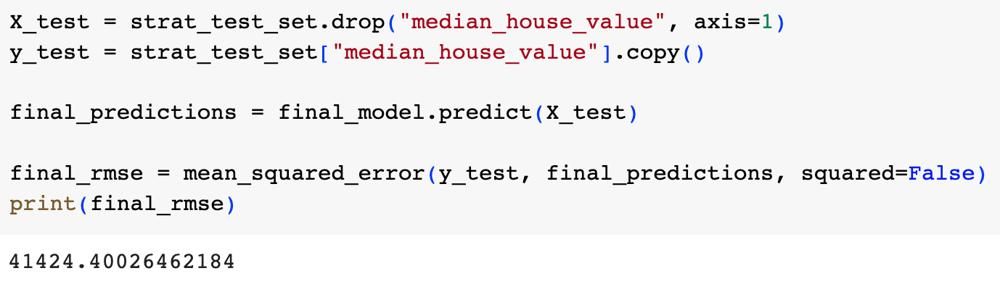 X_test = strat_test_set.drop("median_house_value", axis=1)
y_test = strat_test_set["median_house_value"].copy()
final_predictions = final_model.predict(X_test)
final_rmse = mean_squared_error(y_test, final_predictions, squared=False)
print(final_rmse)
41424.40026462184